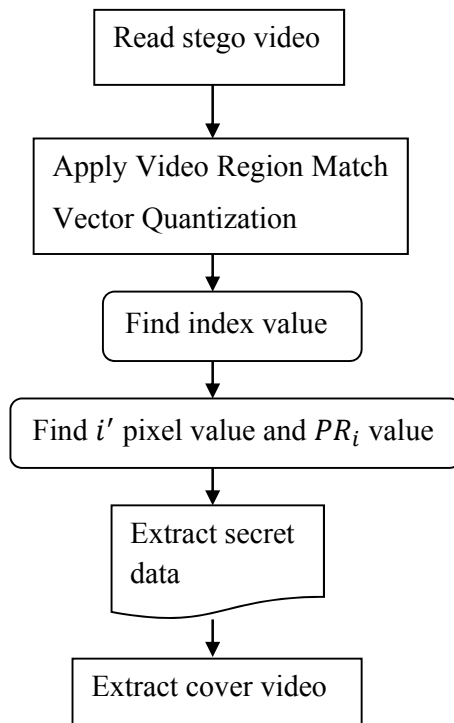 Read stego video
Apply Video Region Match
Vector Quantization
Find index value
Find i′ pixel value and PRᵢ value
Extract secret
data
Extract cover video